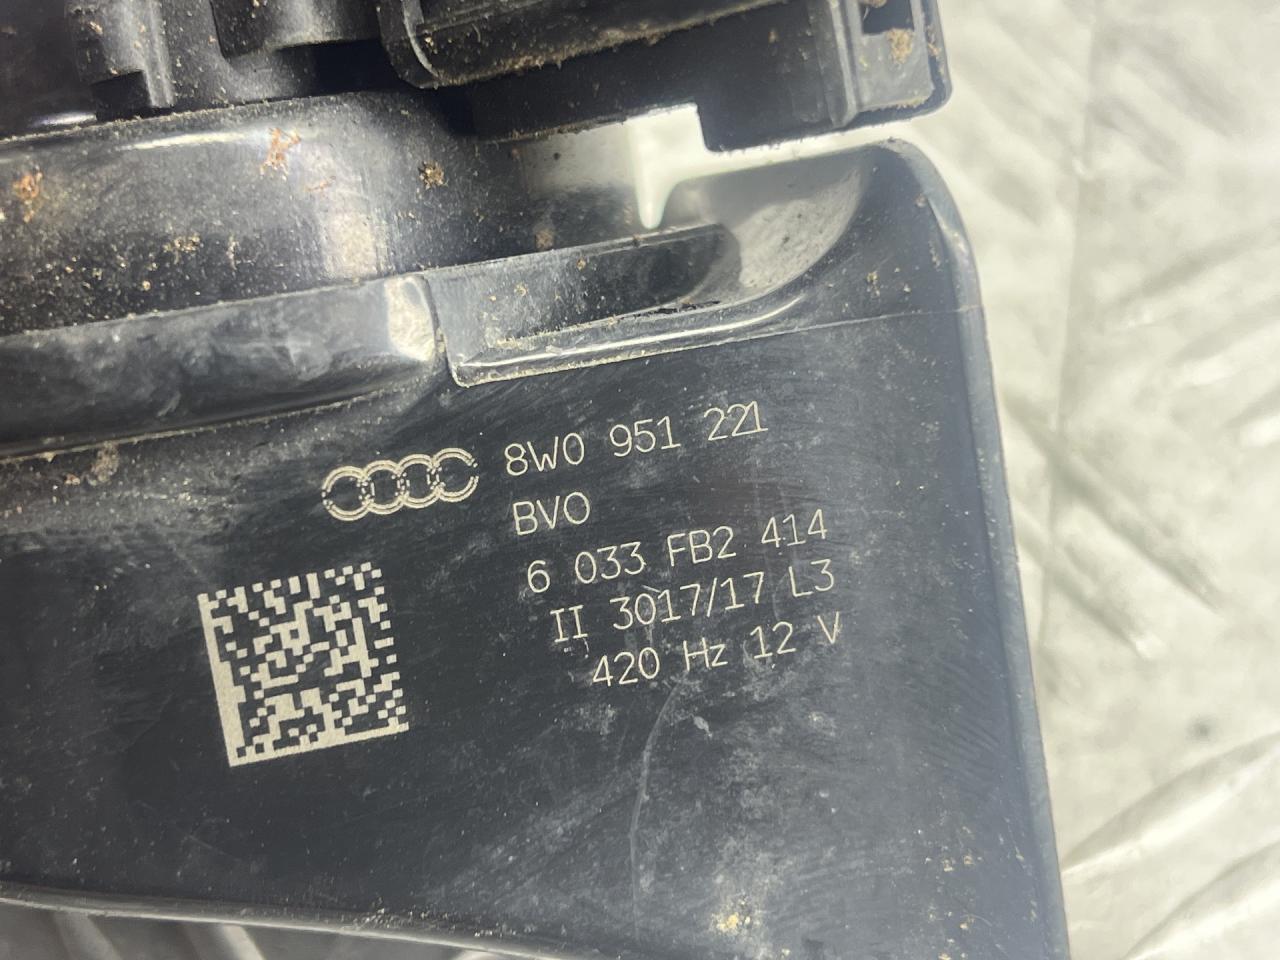 8W0 951 221
BVO
6 033 FB2 414
II 3017/17 L3
420 Hz 12 V